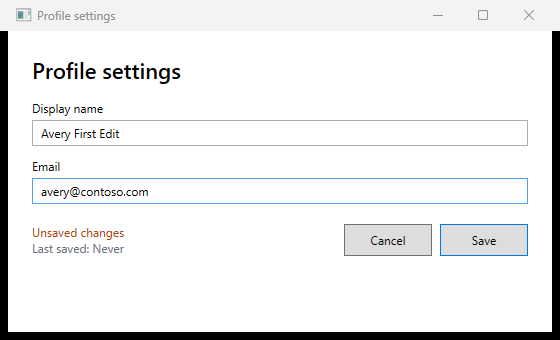 Profile settings
Profile settings
Display name
Avery First Edit
Email
avery@contoso.com
Unsaved changes
Last saved: Never
Cancel
Save